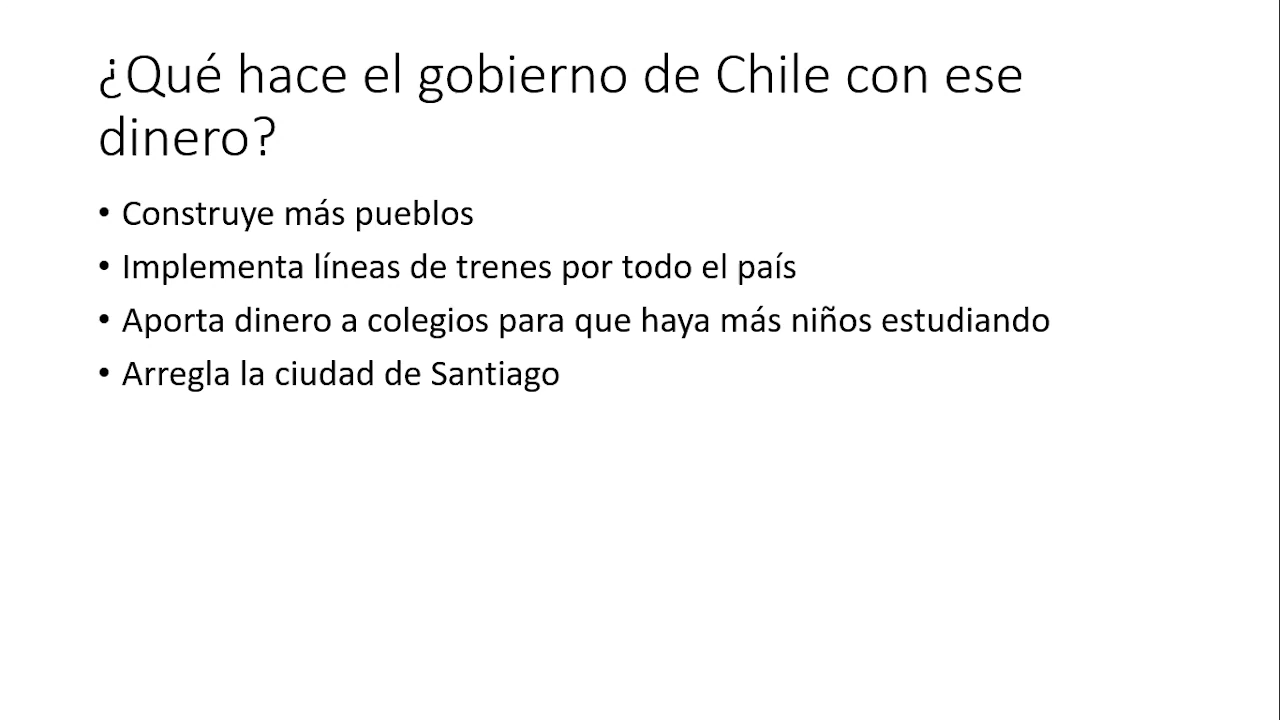 ¿Qué hace el gobierno de Chile con ese
dinero?
• Construye más pueblos
• Implementa líneas de trenes por todo el país
• Aporta dinero a colegios para que haya más niños estudiando
• Arregla la ciudad de Santiago